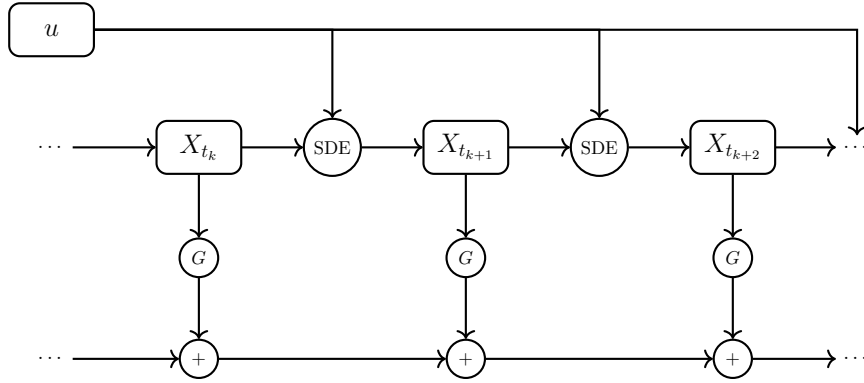 u
⋯ X_{t_k} SDE X_{t_{k+1}} SDE X_{t_{k+2}} ⋯
G G G
⋯ + + + ⋯